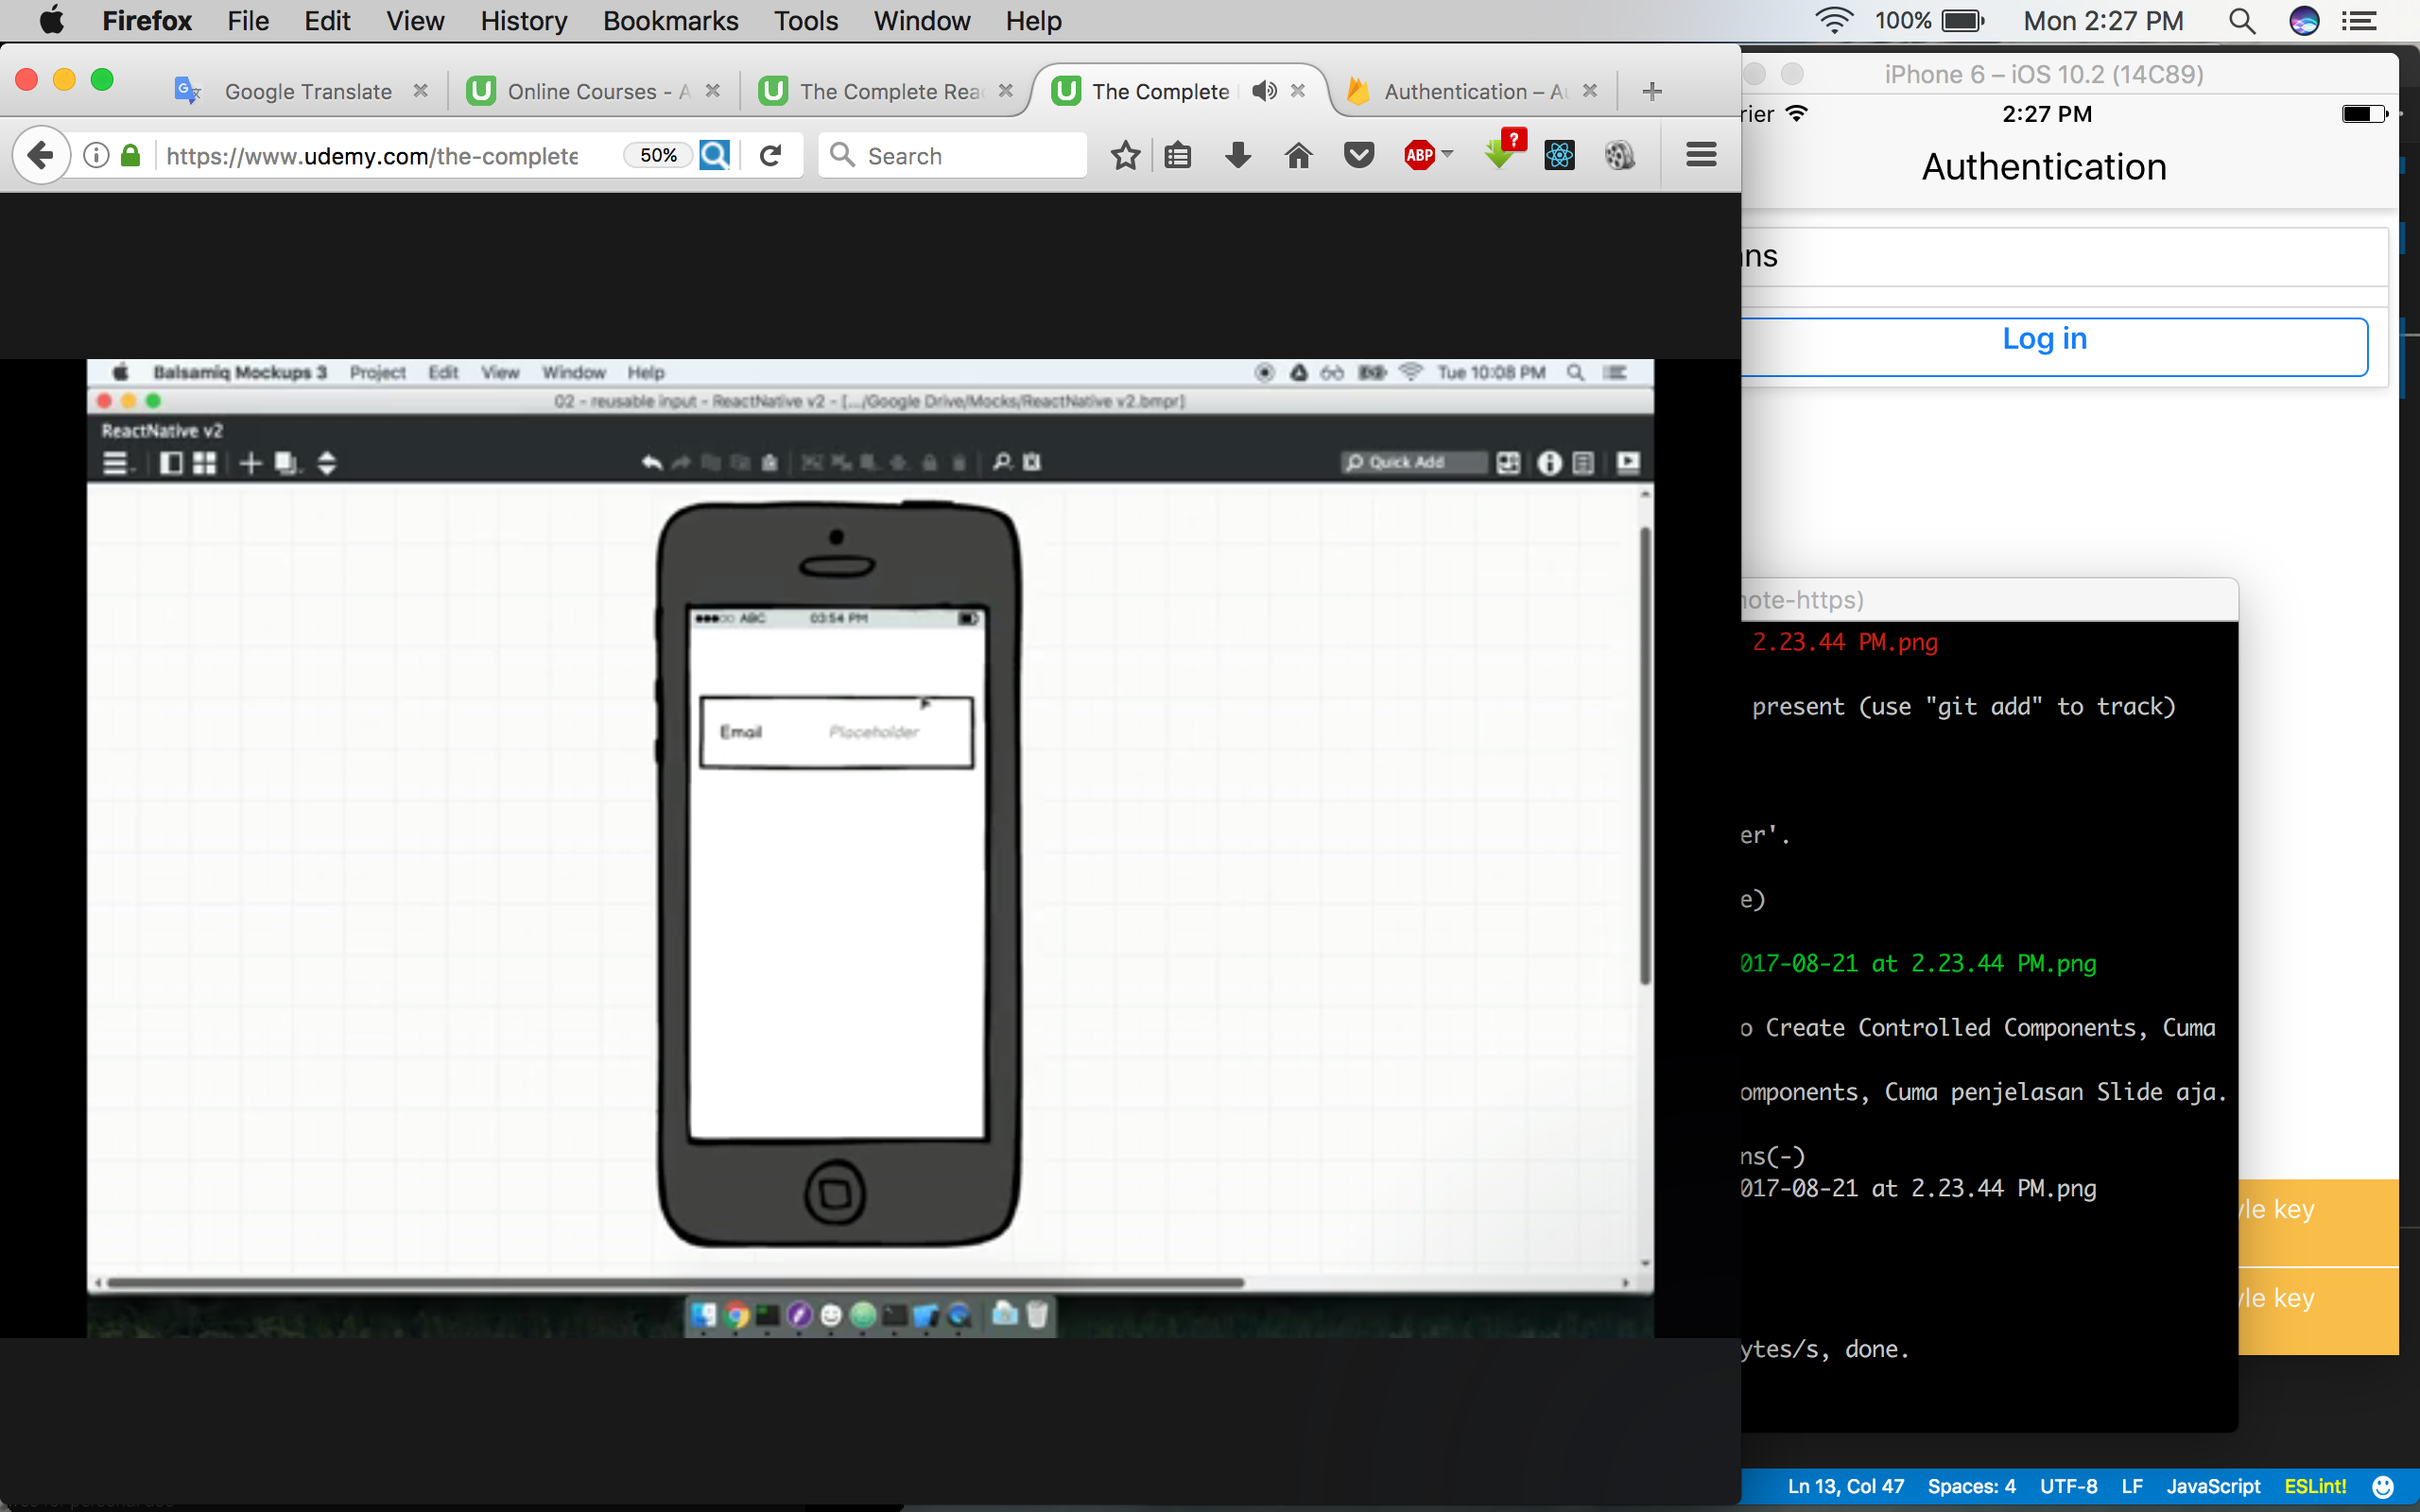 Firefox File Edit View History Bookmarks Tools Window Help 100% Mon 2:27 PM
Google Translate Online Courses - A The Complete Rea The Complete Authentication – Au
https://www.udemy.com/the-complete 50% Search ABP ?
iPhone 6 – iOS 10.2 (14C89)
rier 2:27 PM
Authentication
ns
Log in
Balsamiq Mockups 3 Project Edit View Window Help Tue 10:08 PM
02 - reusable input - ReactNative v2 - [.../Google Drive/Mocks/ReactNative v2.bmpr]
ReactNative v2
Quick Add
ABC 03:54 PM
Email Placeholder
note-https)
2.23.44 PM.png
present (use "git add" to track)
er'.
e)
017-08-21 at 2.23.44 PM.png
o Create Controlled Components, Cuma
omponents, Cuma penjelasan Slide aja.
ns(-)
017-08-21 at 2.23.44 PM.png
ytes/s, done.
yle key
yle key
Ln 13, Col 47 Spaces: 4 UTF-8 LF JavaScript ESLint!